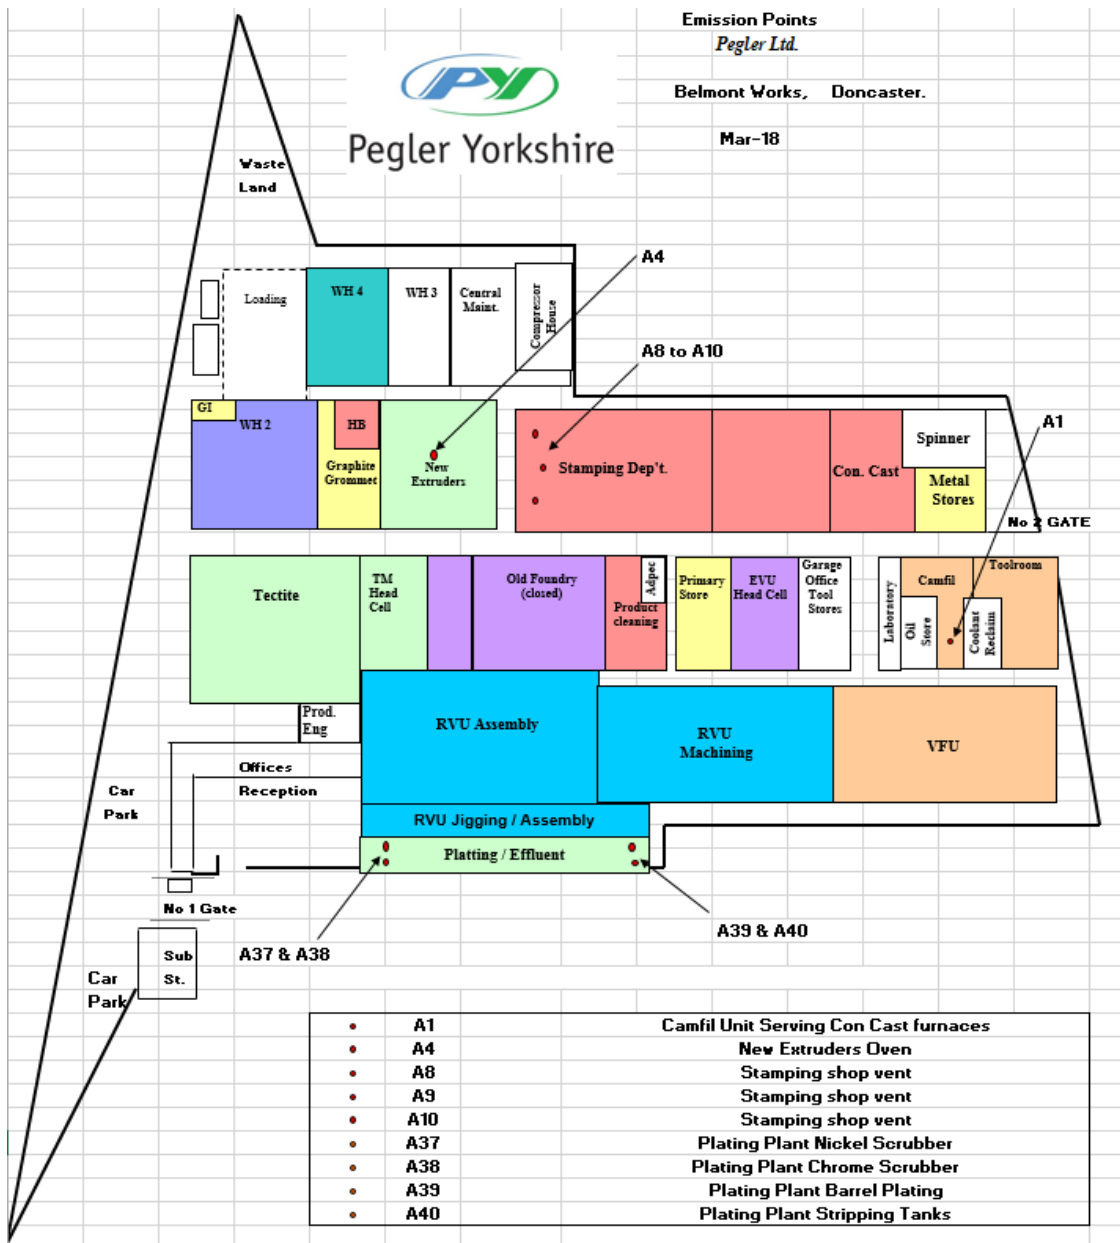 Emission Points
Pegler Ltd.
Belmont Works, Doncaster.
Mar-18
PY
Pegler Yorkshire
Waste
Land
A4
Loading
WH 4
WH 3
Central
Maint.
Compressor
House
A8 to A10
A1
GI
WH 2
HB
Graphite
Grommet
New
Extruders
Stamping Dep't.
Con. Cast
Spinner
Metal
Stores
No 2 GATE
Tectite
TM
Head
Cell
Old Foundry
(closed)
Product
cleaning
Adpec
Primary
Store
EVU
Head Cell
Garage
Office
Tool
Stores
Laboratory
Oil
Store
Camfil
Coolant
Reclaim
Toolroom
Prod.
Eng
RVU Assembly
RVU
Machining
VFU
Offices
Reception
Car
Park
RVU Jigging / Assembly
Platting / Effluent
No 1 Gate
A37 & A38
A39 & A40
Sub
St.
Car
Park
A1 Camfil Unit Serving Con Cast furnaces
A4 New Extruders Oven
A8 Stamping shop vent
A9 Stamping shop vent
A10 Stamping shop vent
A37 Plating Plant Nickel Scrubber
A38 Plating Plant Chrome Scrubber
A39 Plating Plant Barrel Plating
A40 Plating Plant Stripping Tanks